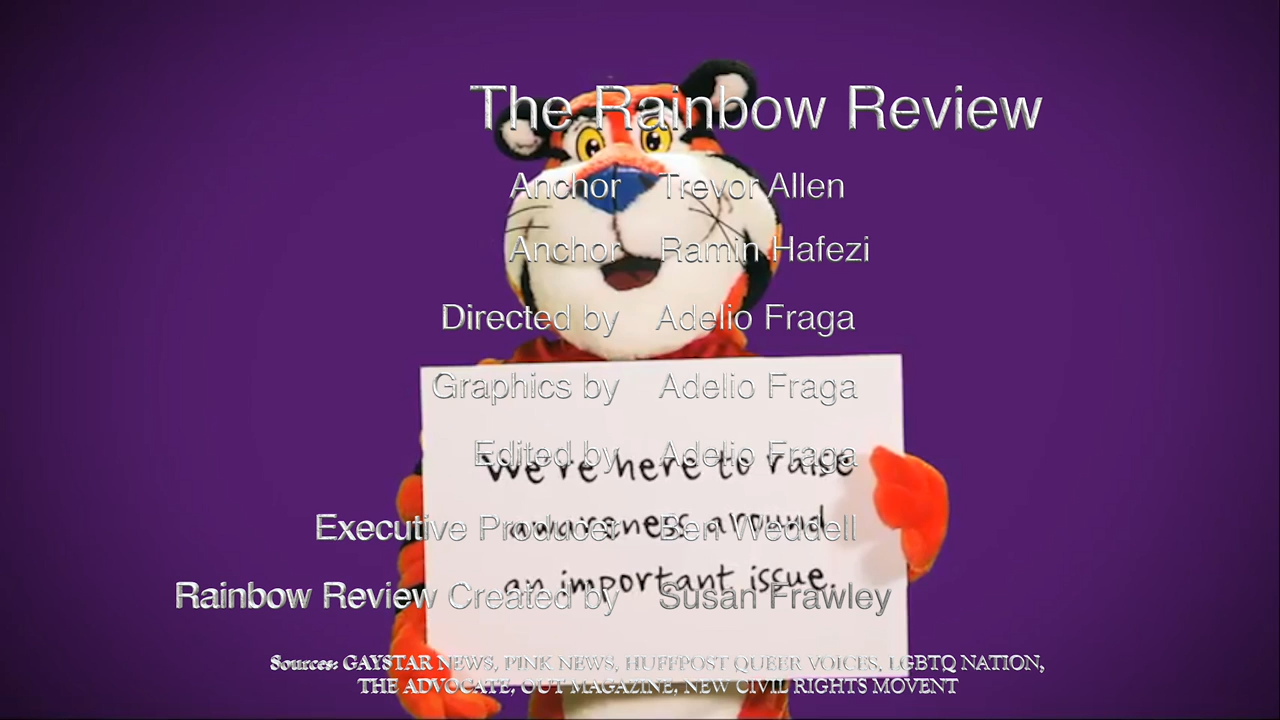 The Rainbow Review
Anchor Trevor Allen
Anchor Ramin Hafezi
Directed by Adelio Fraga
Graphics by Adelio Fraga
Edited by Adelio Fraga
We're here to raise
Executive Producer Ben Weddell
awareness around
an important issue.
Rainbow Review Created by Susan Frawley
Sources: GAYSTAR NEWS, PINK NEWS, HUFFPOST QUEER VOICES, LGBTQ NATION,
THE ADVOCATE, OUT MAGAZINE, NEW CIVIL RIGHTS MOVENT